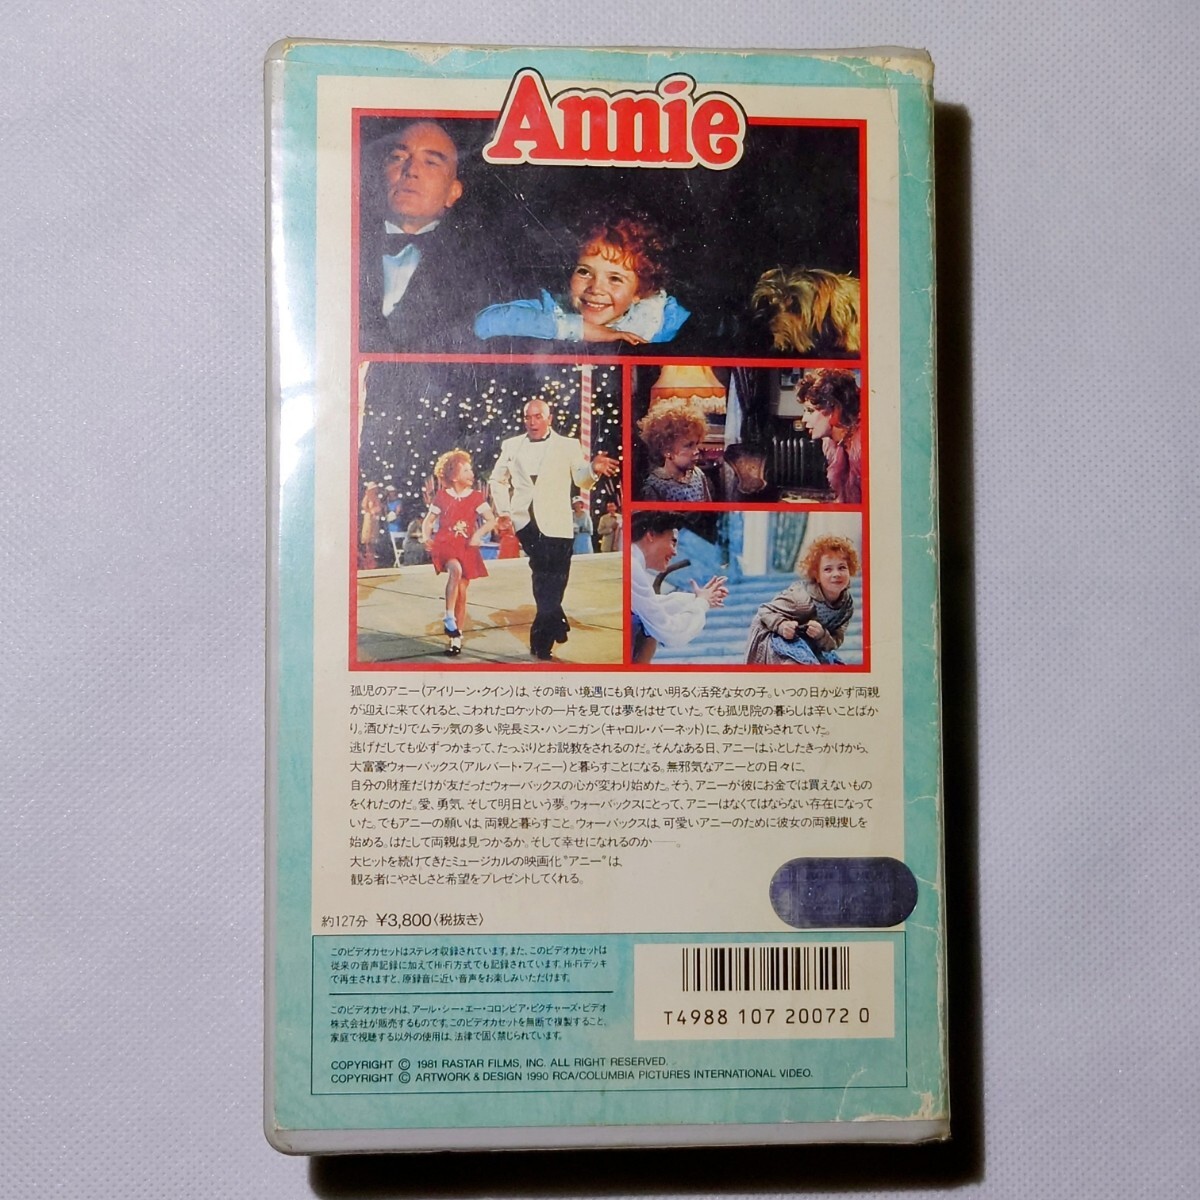 Annie
孤児のアニー(アイリーン・クイン)は、その暗い境遇にも負けない明るく活発な女の子。いつの日か必ず両親
が迎えに来てくれると、こわれたロケットの一片を見ては夢をはせていた。でも孤児院の暮らしは辛いことばか
り。酒びたりでムラッ気の多い院長ミス・ハンニガン(キャロル・バーネット)に、あたり散らされていた。
逃げだしても必ずつかまって、たっぷりとお説教をされるのだ。そんなある日、アニーはふとしたきっかけから、
大富豪ウォーバックス(アルバート・フィニー)と暮らすことになる。無邪気なアニーとの日々に、
自分の財産だけが友だったウォーバックスの心が変わり始めた。そう、アニーが彼にお金では買えないもの
をくれたのだ。愛、勇気、そして明日という夢。ウォーバックスにとって、アニーはなくてはならない存在になって
いた。でもアニーの願いは、両親と暮らすこと。ウォーバックスは、可愛いアニーのために彼女の両親捜しを
始める。はたして両親は見つかるか。そして幸せになれるのか──。
大ヒットを続けてきたミュージカルの映画化"アニー"は、
観る者にやさしさと希望をプレゼントしてくれる。
約127分 ¥3,800〈税抜き〉
このビデオカセットはステレオ収録されています。また、このビデオカセットは
従来の音声記録に加えてHi-Fi方式でも記録されています。Hi-Fiデッキ
で再生されますと、原録音に近い音声をお楽しみいただけます。
このビデオカセットは、アール・シー・エー・コロンビア・ピクチャーズ・ビデオ
株式会社が販売するものです。このビデオカセットを無断で複製すること、
家庭で視聴する以外の使用は、法律で固く禁じられています。
T4988 107 20072 0
COPYRIGHT © 1981 RASTAR FILMS, INC. ALL RIGHT RESERVED.
COPYRIGHT © ARTWORK & DESIGN 1990 RCA/COLUMBIA PICTURES INTERNATIONAL VIDEO.